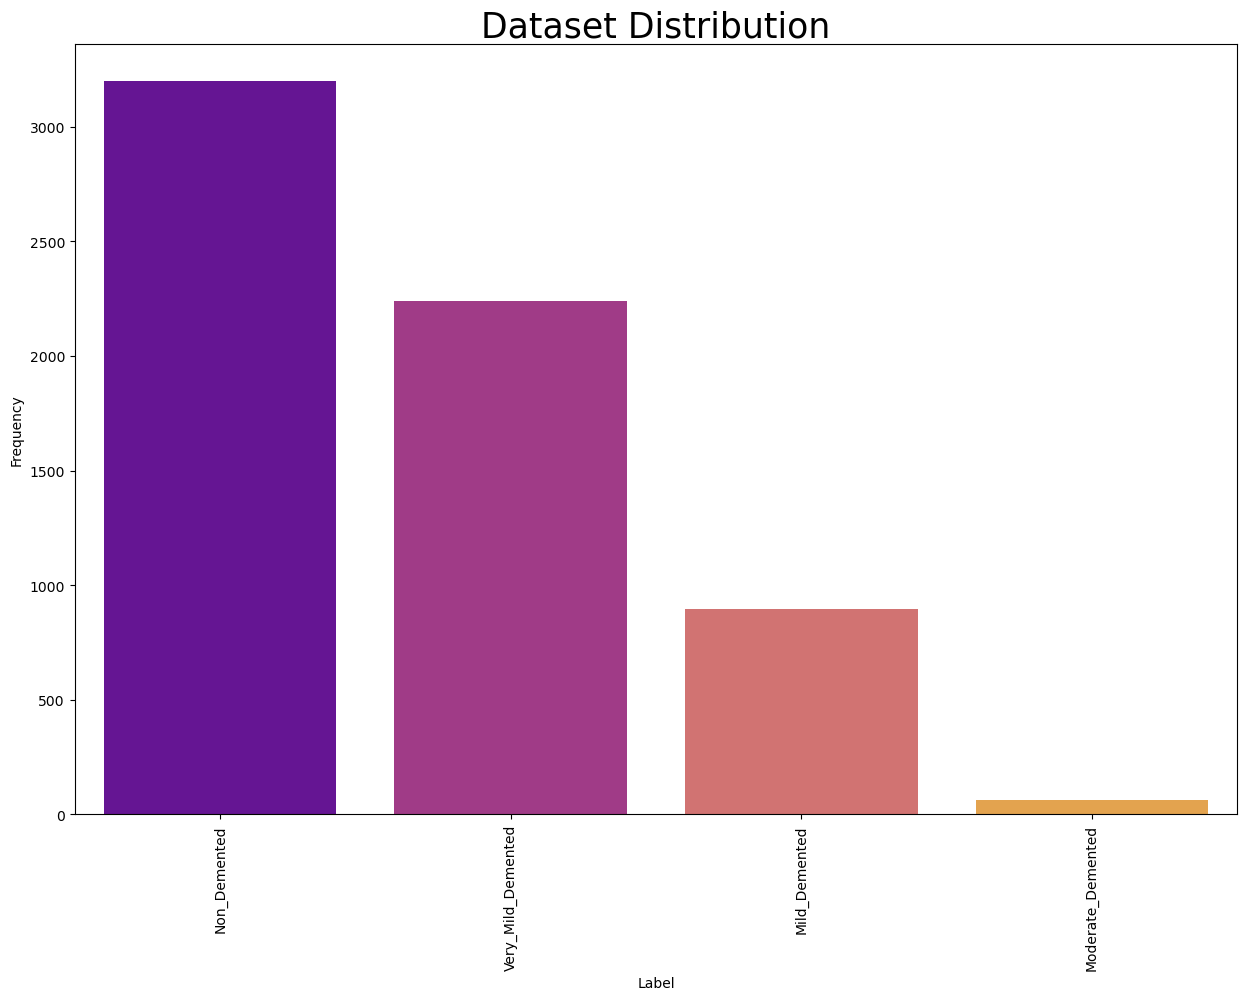 Dataset Distribution
Frequency
3000
2500
2000
1500
1000
500
0
Non_Demented
Very_Mild_Demented
Mild_Demented
Moderate_Demented
Label